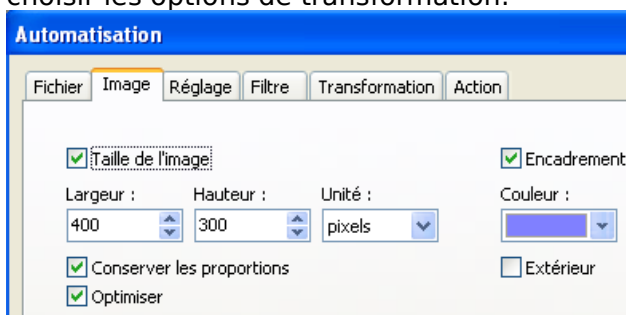 choisir les options de transformation.
Automatisation
Fichier Image Réglage Filtre Transformation Action
Taille de l'image Encadrement
Largeur : Hauteur : Unité : Couleur :
400 300 pixels
Conserver les proportions Extérieur
Optimiser